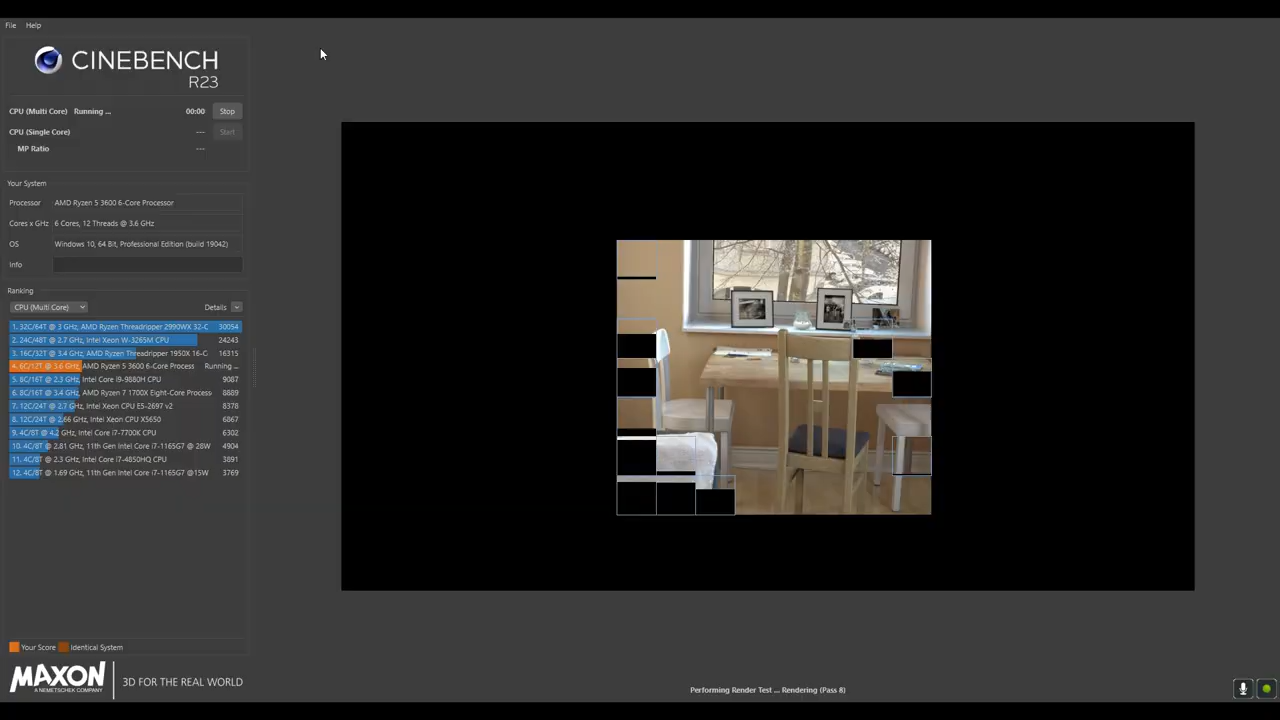 File Help
CINEBENCH
R23
CPU (Multi Core) Running ... 00:00 Stop
CPU (Single Core) --- Start
MP Ratio ---
Your System
Processor AMD Ryzen 5 3600 6-Core Processor
Cores x GHz 6 Cores, 12 Threads @ 3.6 GHz
OS Windows 10, 64 Bit, Professional Edition (build 19042)
Info
Ranking
CPU (Multi Core) Details
1. 32C/64T @ 3 GHz, AMD Ryzen Threadripper 2990WX 32-C 30054
2. 24C/48T @ 2.7 GHz, Intel Xeon W-3265M CPU 24243
3. 16C/32T @ 3.4 GHz, AMD Ryzen Threadripper 1950X 16-C 16315
4. 6C/12T @ 3.6 GHz, AMD Ryzen 5 3600 6-Core Process Running ...
5. 8C/16T @ 2.3 GHz, Intel Core i9-9880H CPU 9087
6. 8C/16T @ 3.4 GHz, AMD Ryzen 7 1700X Eight-Core Proces 8889
7. 12C/24T @ 2.7 GHz, Intel Xeon CPU E5-2697 v2 8378
8. 12C/24T @ 2.66 GHz, Intel Xeon CPU X5650 6867
9. 4C/8T @ 4.2 GHz, Intel Core i7-7700K CPU 6302
10. 4C/8T @ 2.81 GHz, 11th Gen Intel Core i7-1165G7 @ 28W 4904
11. 4C/8T @ 2.3 GHz, Intel Core i7-4850HQ CPU 3891
12. 4C/8T @ 1.69 GHz, 11th Gen Intel Core i7-1165G7 @15W 3769
Your Score Identical System
MAXON
A NEMETSCHEK COMPANY
3D FOR THE REAL WORLD
Performing Render Test ... Rendering (Pass 8)